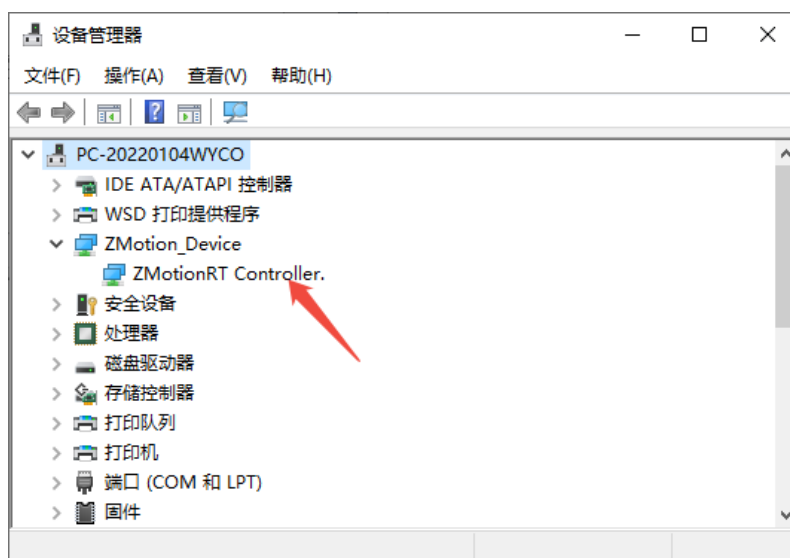 设备管理器
文件(F) 操作(A) 查看(V) 帮助(H)
PC-20220104WYCO
IDE ATA/ATAPI 控制器
WSD 打印提供程序
ZMotion_Device
ZMotionRT Controller.
安全设备
处理器
磁盘驱动器
存储控制器
打印队列
打印机
端口 (COM 和 LPT)
固件